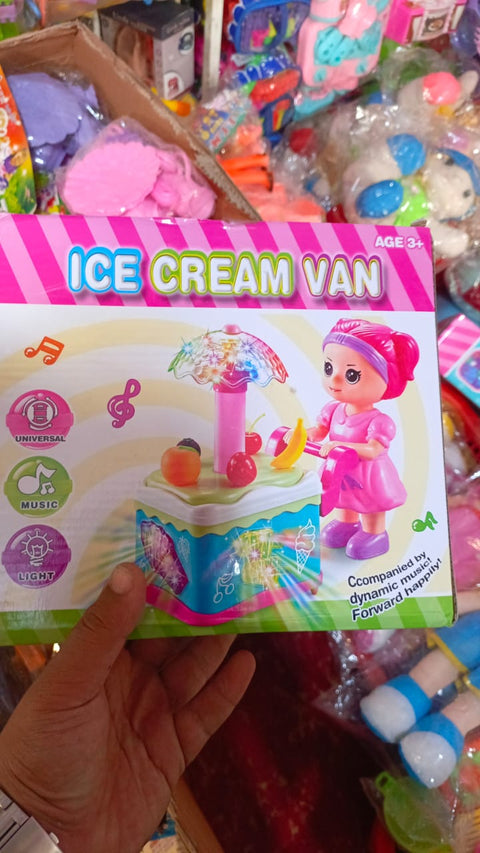 AGE 3+
ICE CREAM VAN
UNIVERSAL
MUSIC
LIGHT
Ccompanied by
dynamic music!
Forward happily!